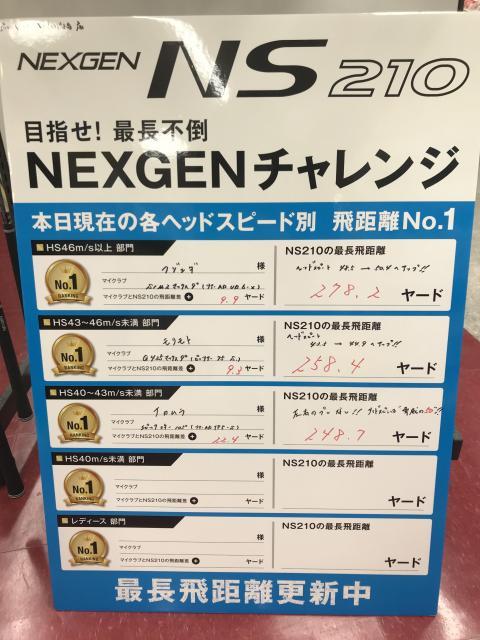 NEXGEN NS 210
目指せ! 最長不倒
NEXGENチャレンジ
本日現在の各ヘッドスピード別 飛距離No.1
HS46m/s以上 部門
No.1
RANKING
様
マイクラブ
マイクラブとNS210の飛距離差 + 9.9 ヤード
NS210の最長飛距離
278.2 ヤード
HS43〜46m/s未満 部門
No.1
RANKING
モリモト 様
マイクラブ
マイクラブとNS210の飛距離差 + 9.3 ヤード
NS210の最長飛距離
258.4 ヤード
HS40〜43m/s未満 部門
No.1
RANKING
様
マイクラブ
マイクラブとNS210の飛距離差 + 22.4 ヤード
NS210の最長飛距離
248.7 ヤード
HS40m/s未満 部門
No.1
RANKING
様
マイクラブ
マイクラブとNS210の飛距離差 + ヤード
NS210の最長飛距離
ヤード
レディース 部門
No.1
RANKING
様
マイクラブ
マイクラブとNS210の飛距離差 + ヤード
NS210の最長飛距離
ヤード
最長飛距離更新中